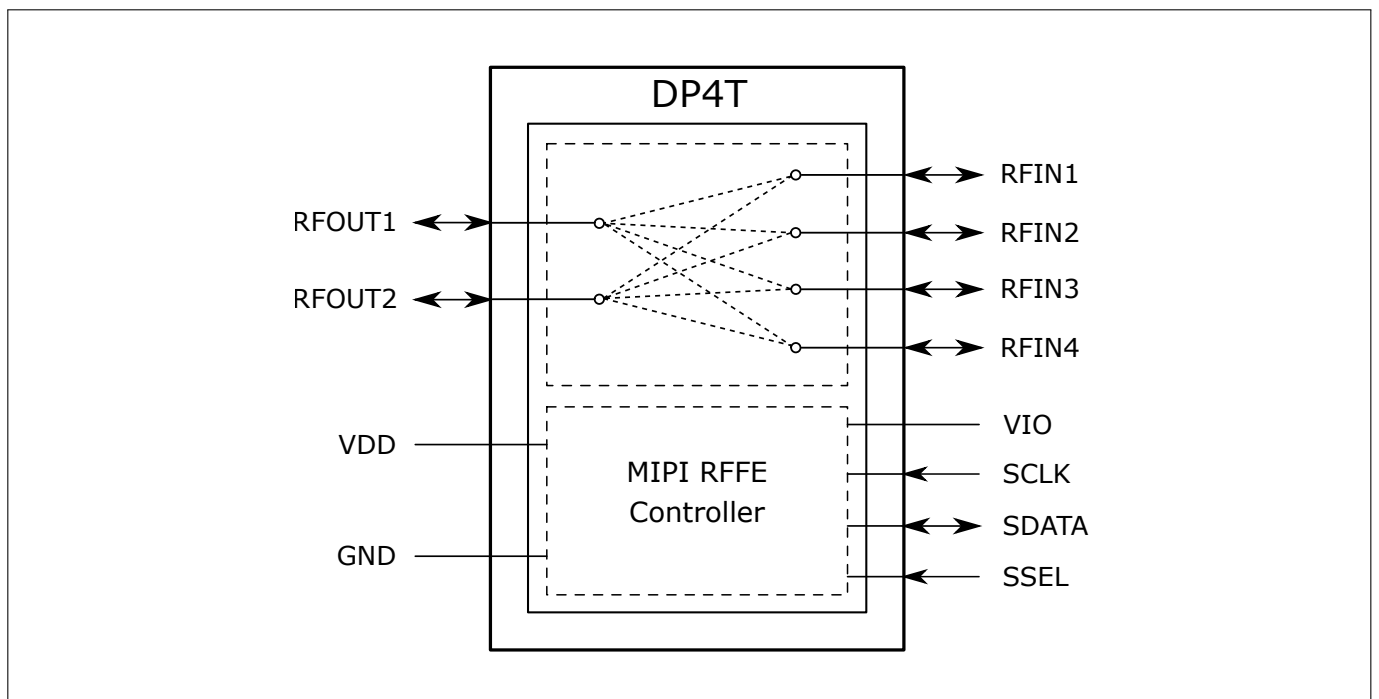 DP4T
RFOUT1
RFOUT2
RFIN1
RFIN2
RFIN3
RFIN4
VDD
GND
MIPI RFFE
Controller
VIO
SCLK
SDATA
SSEL